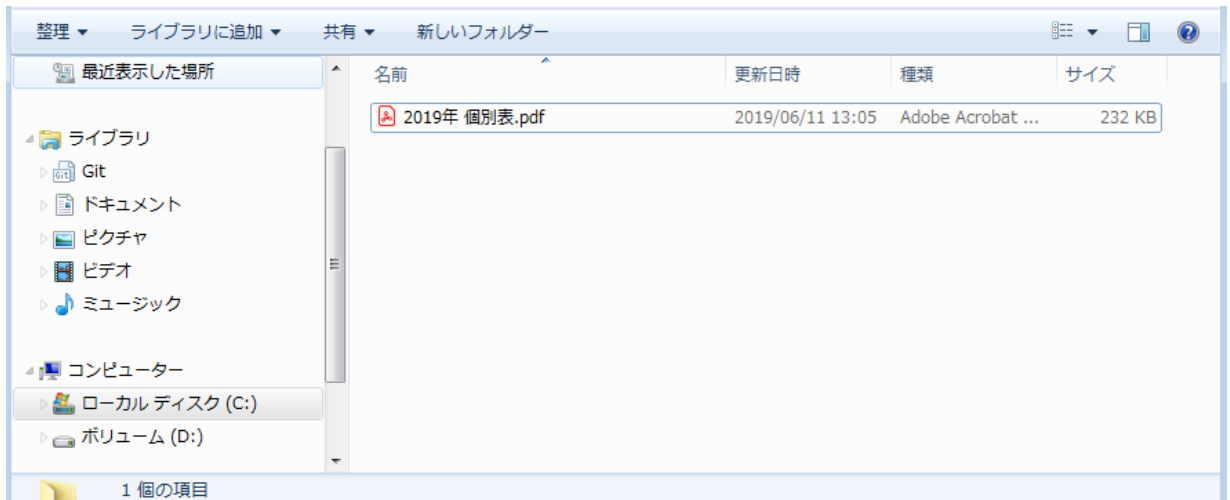 整理 ライブラリに追加 共有 新しいフォルダー
最近表示した場所
ライブラリ
Git
ドキュメント
ピクチャ
ビデオ
ミュージック
コンピューター
ローカル ディスク (C:)
ボリューム (D:)
名前 更新日時 種類 サイズ
2019年 個別表.pdf 2019/06/11 13:05 Adobe Acrobat ... 232 KB
1 個の項目